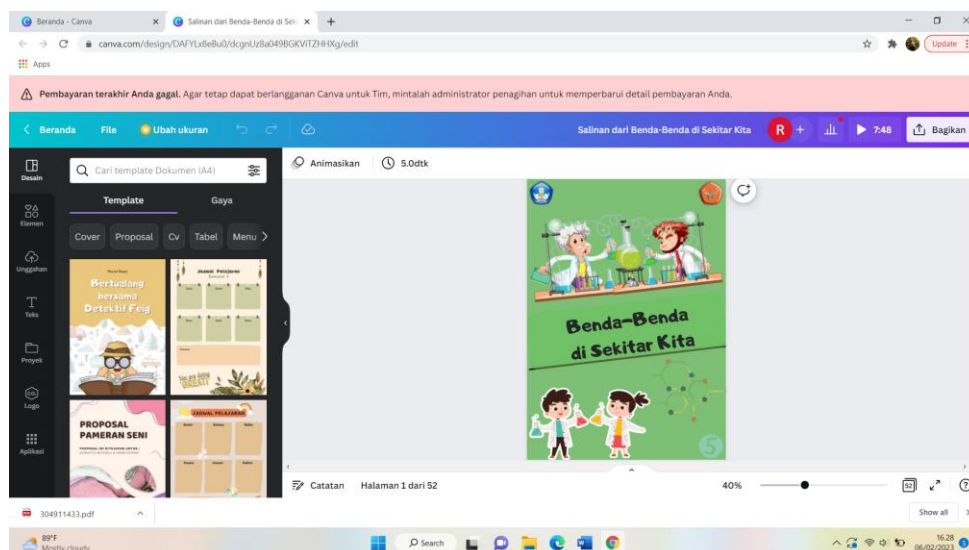 Beranda - Canva
Salinan dari Benda-Benda di Sek
canva.com/design/DAFYLx8eBu0/dcgnUzBa049BGKViTZHHXg/edit
Update
Apps
Pembayaran terakhir Anda gagal. Agar tetap dapat berlangganan Canva untuk Tim, mintalah administrator penagihan untuk memperbarui detail pembayaran Anda.
Beranda File Ubah ukuran Salinan dari Benda-Benda di Sekitar Kita R + 7:48 Bagikan
Desain
Elemen
Unggahan
Teks
Proyek
CO.
Logo
Aplikasi
Cari template Dokumen (A4)
Template Gaya
Cover Proposal Cv Tabel Menu
Bertualang
bersama
Detektif Feig
Jadwal Pelajaran
PROPOSAL
PAMERAN SENI
JADWAL PELAJARAN
Animasikan 5.0dtk
Benda-Benda
di Sekitar Kita
5
Catatan Halaman 1 dari 52 40% 52
304911433.pdf Show all
89°F
Mostly cloudy
Search
16.28
06/02/2023